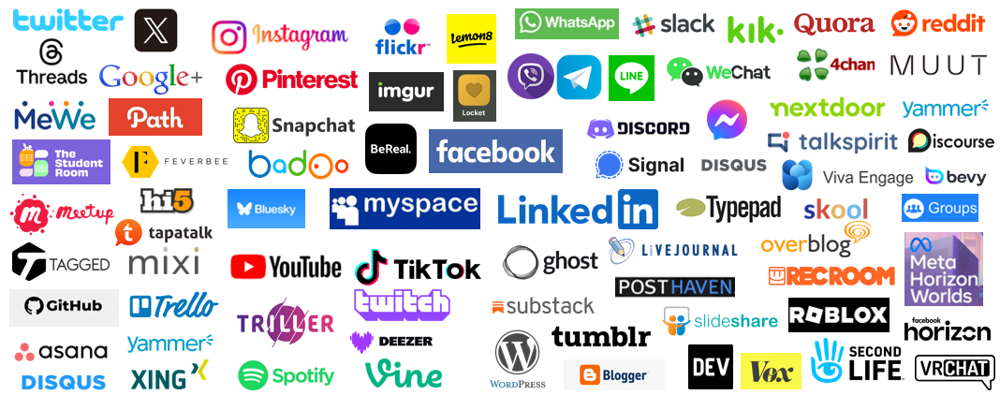 twitter
X
Instagram
flickr
lemon8
WhatsApp
slack
kik.
Quora
reddit
Threads
Google+
Pinterest
imgur
Locket
LINE
WeChat
4chan
MUUT
MeWe
Path
Snapchat
BeReal.
facebook
DISCORD
nextdoor
yammer
talkspirit
Discourse
The
Student
Room
FEVERBEE
badoo
Signal
DISQUS
Viva Engage
bevy
Meetup
hi5
Bluesky
myspace
LinkedIn
Typepad
skool
Groups
tapatalk
TAGGED
mixi
YouTube
TikTok
ghost
LIVEJOURNAL
overblog
Meta
Horizon
Worlds
GitHub
Trello
TRILLER
twitch
POSTHAVEN
RECROOM
substack
slideshare
ROBLOX
facebook
horizon
asana
yammer
DEEZER
tumblr
DISQUS
XING
Spotify
Vine
WORDPRESS
Blogger
DEV
Vox
SECOND
LIFE
VRCHAT